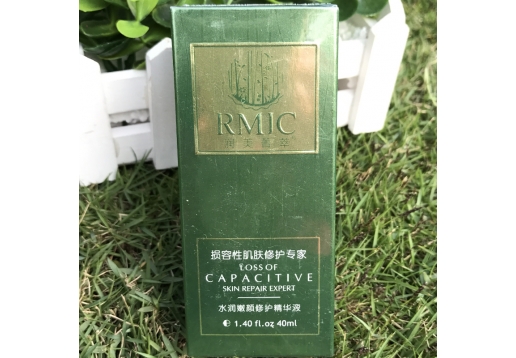 RMIC
损容性肌肤修护专家
LOSS OF
CAPACITIVE
SKIN REPAIR EXPERT
水润嫩颜修护精华液
℮ 1.40 fl.oz 40ml